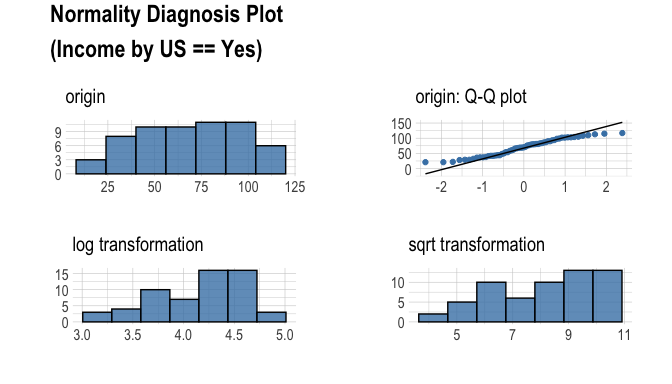 Normality Diagnosis Plot
(Income by US == Yes)
origin
9
6
3
0
25 50 75 100 125
origin: Q-Q plot
150
100
50
0
-2 -1 0 1 2
log transformation
15
10
5
0
3.0 3.5 4.0 4.5 5.0
sqrt transformation
10
5
0
5 7 9 11